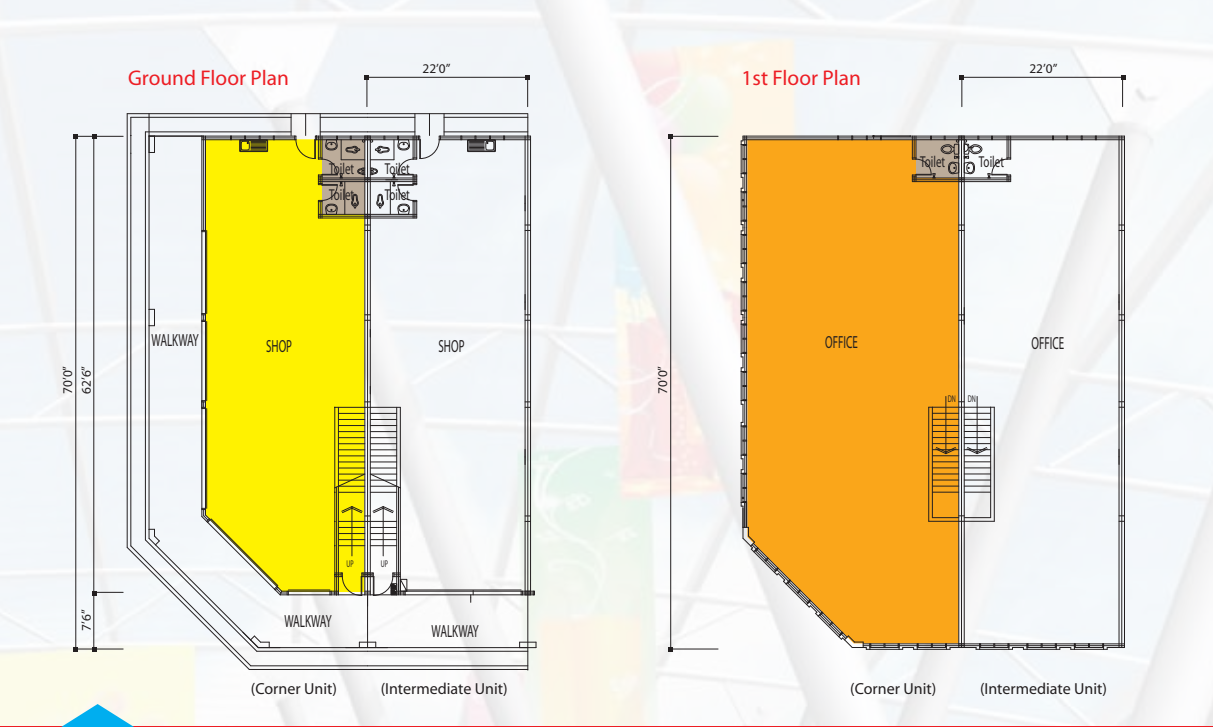 Ground Floor Plan
22'0"
1st Floor Plan
22'0"
Toilet
Toilet
Toilet
Toilet
Toilet
Toilet
WALKWAY
SHOP
SHOP
OFFICE
OFFICE
70'0"
62'6"
70'0"
DN
DN
UP
UP
7'6"
WALKWAY
WALKWAY
(Corner Unit)
(Intermediate Unit)
(Corner Unit)
(Intermediate Unit)